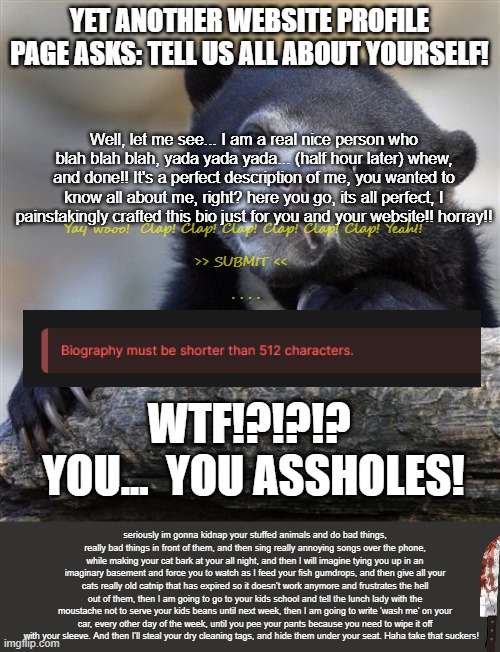 YET ANOTHER WEBSITE PROFILE
PAGE ASKS: TELL US ALL ABOUT YOURSELF!
Well, let me see... I am a real nice person who
blah blah blah, yada yada yada... (half hour later) whew,
and done!! It's a perfect description of me, you wanted to
know all about me, right? here you go, its all perfect, I
painstakingly crafted this bio just for you and your website!! horray!!
Yay wooo! Clap! Clap! Clap! Clap! Clap! Clap! Yeah!!
>> SUBMIT <<
. . . .
Biography must be shorter than 512 characters.
WTF!?!?!?
YOU... YOU ASSHOLES!
seriously im gonna kidnap your stuffed animals and do bad things,
really bad things in front of them, and then sing really annoying songs over the phone,
while making your cat bark at your all night, and then I will imagine tying you up in an
imaginary basement and force you to watch as I feed your fish gumdrops, and then give all your
cats really old catnip that has expired so it doesn't work anymore and frustrates the hell
out of them, then I am going to go to your kids school and tell the lunch lady with the
moustache not to serve your kids beans until next week, then I am going to write 'wash me' on your
car, every other day of the week, until you pee your pants because you need to wipe it off
with your sleeve. And then I'll steal your dry cleaning tags, and hide them under your seat. Haha take that suckers!
imgflip.com